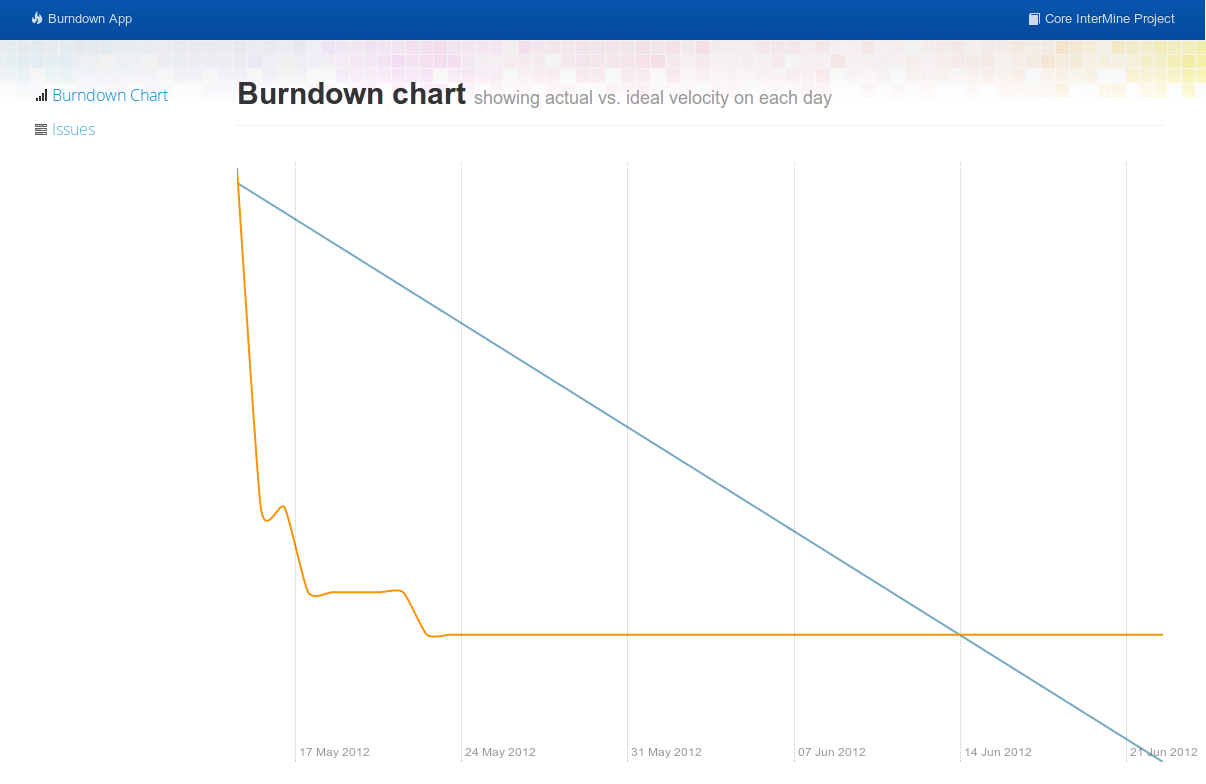 Burndown App
Core InterMine Project
Burndown Chart
Issues
Burndown chart showing actual vs. ideal velocity on each day
17 May 2012
24 May 2012
31 May 2012
07 Jun 2012
14 Jun 2012
21 Jun 2012